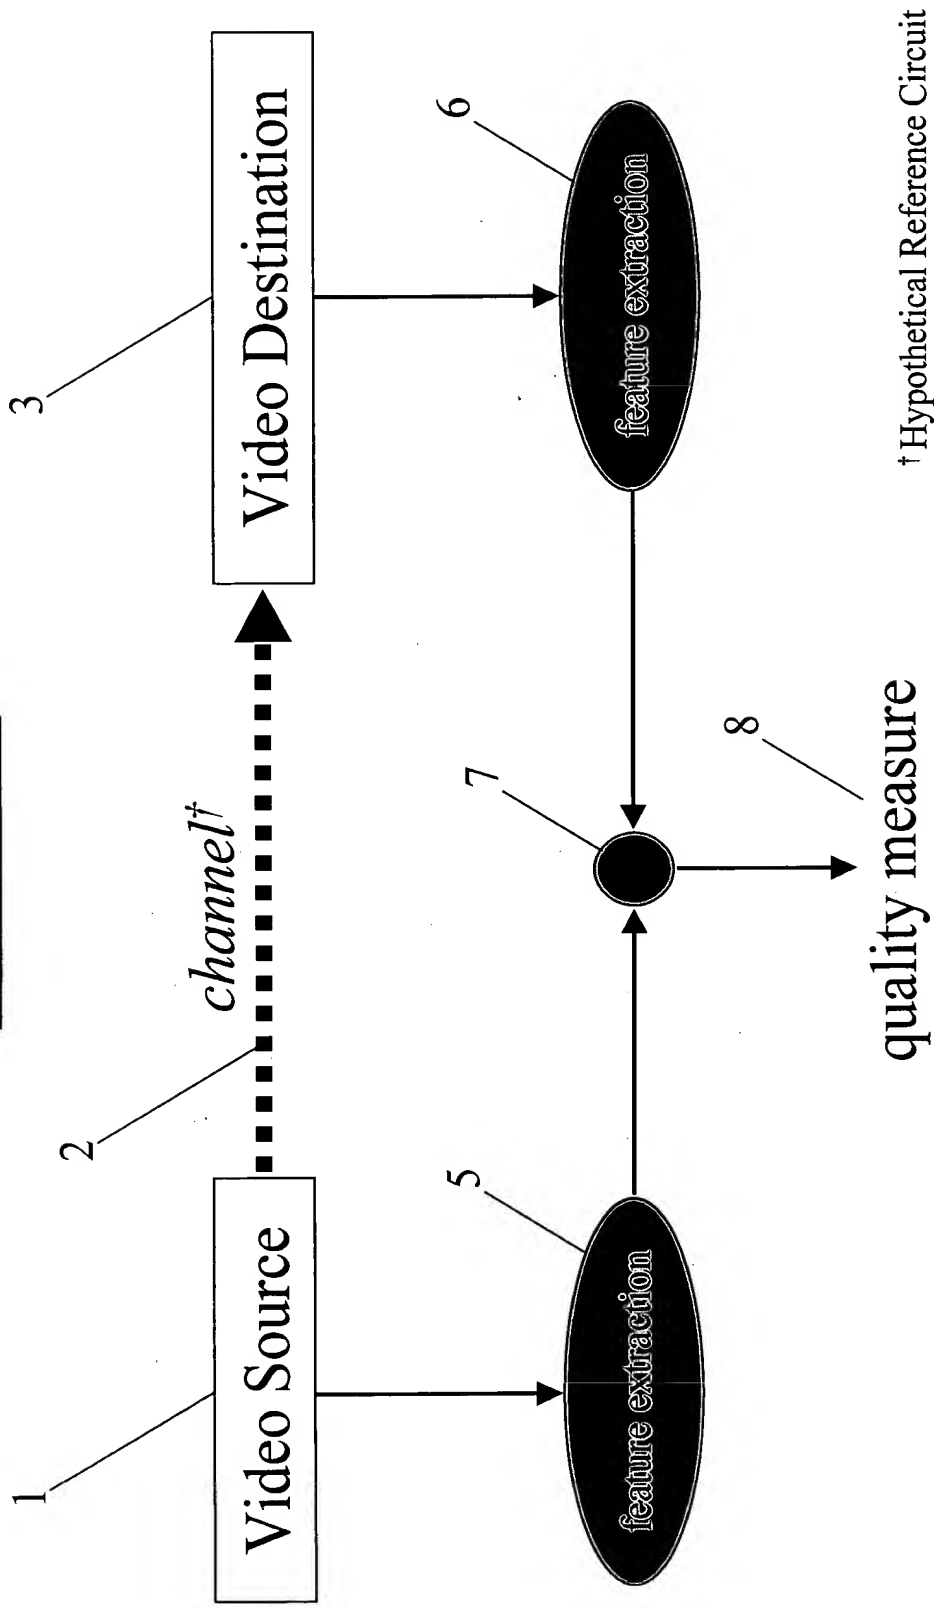 1
Video Source
2
channel†
3
Video Destination
5
feature extraction
7
6
feature extraction
8
quality measure
†Hypothetical Reference Circuit